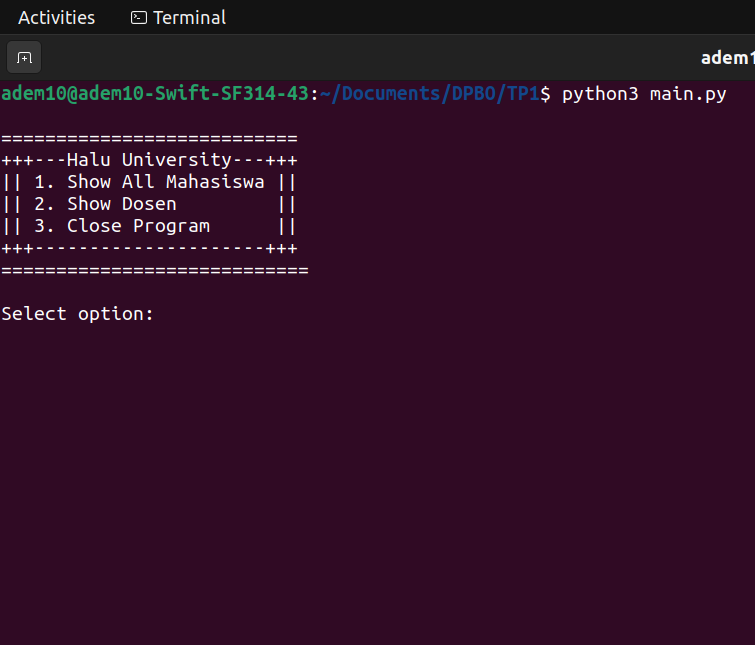 Activities Terminal
adem1
adem10@adem10-Swift-SF314-43:~/Documents/DPBO/TP1$ python3 main.py
===========================
+++---Halu University---+++
|| 1. Show All Mahasiswa ||
|| 2. Show Dosen         ||
|| 3. Close Program      ||
+++---------------------+++
============================
Select option: